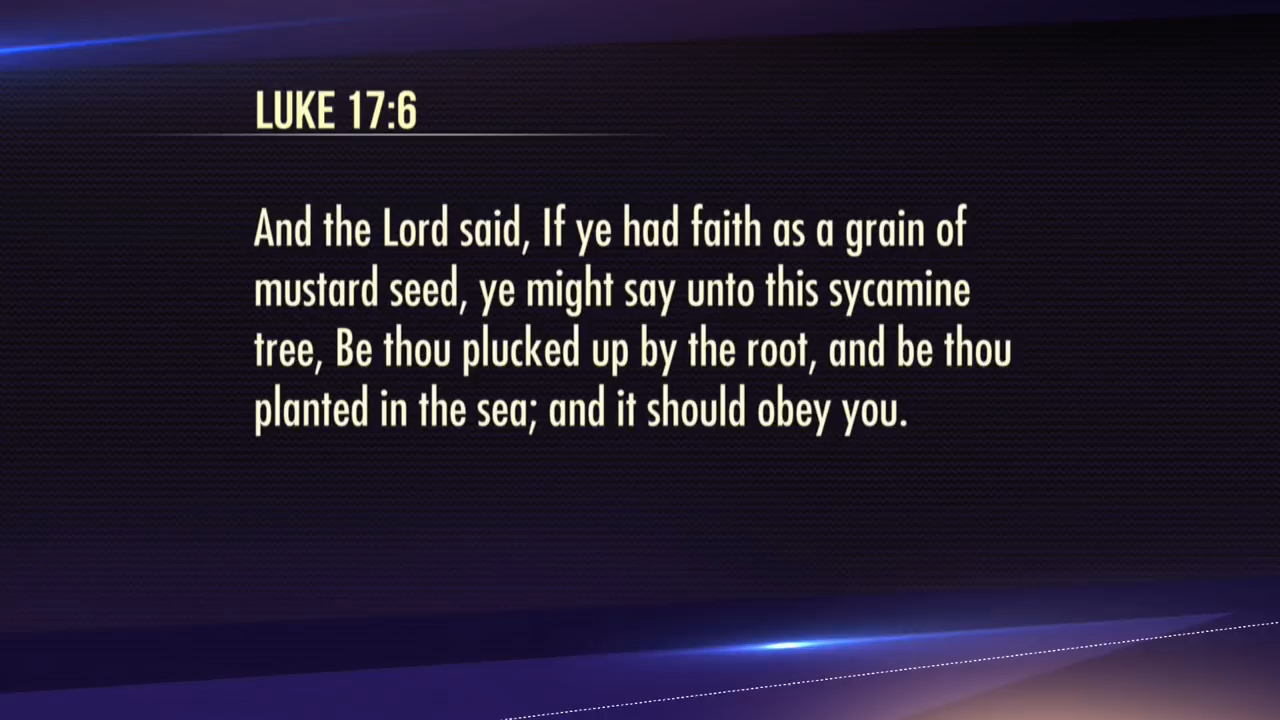 LUKE 17:6
And the Lord said, If ye had faith as a grain of
mustard seed, ye might say unto this sycamine
tree, Be thou plucked up by the root, and be thou
planted in the sea; and it should obey you.